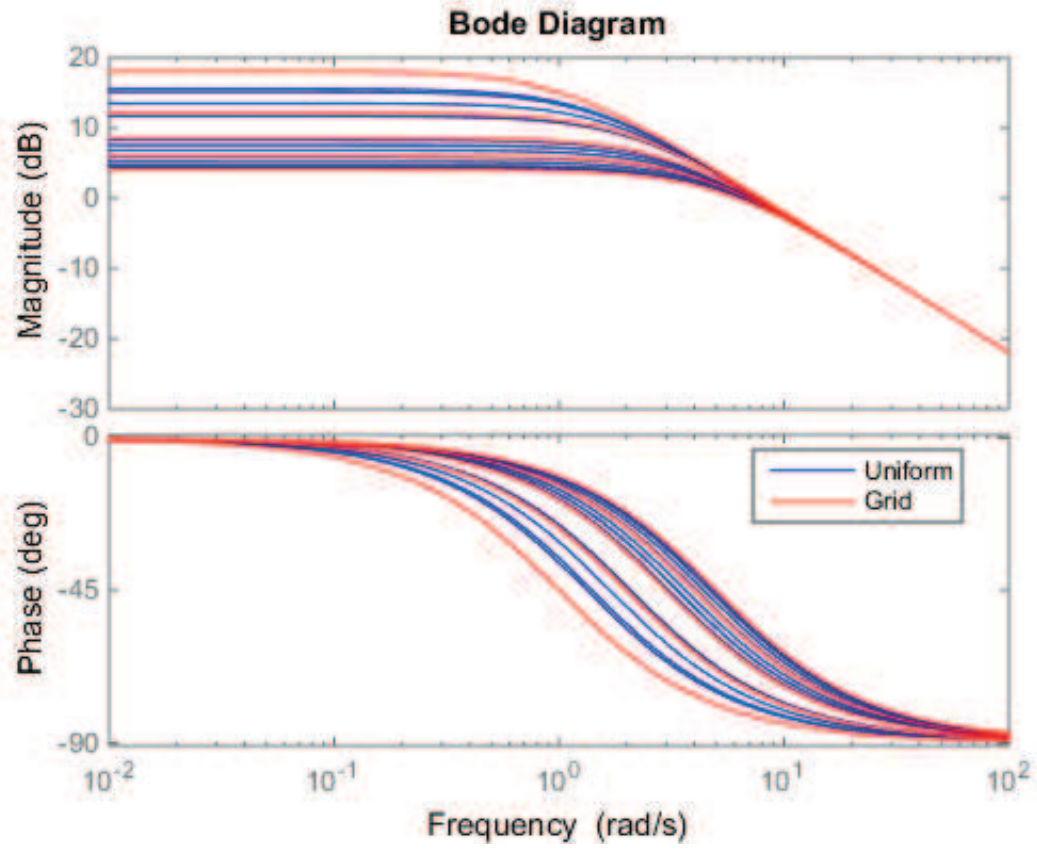 Bode Diagram
Magnitude (dB)
20
10
0
-10
-20
-30
Phase (deg)
0
-45
-90
Uniform
Grid
10^-2
10^-1
10^0
10^1
10^2
Frequency (rad/s)